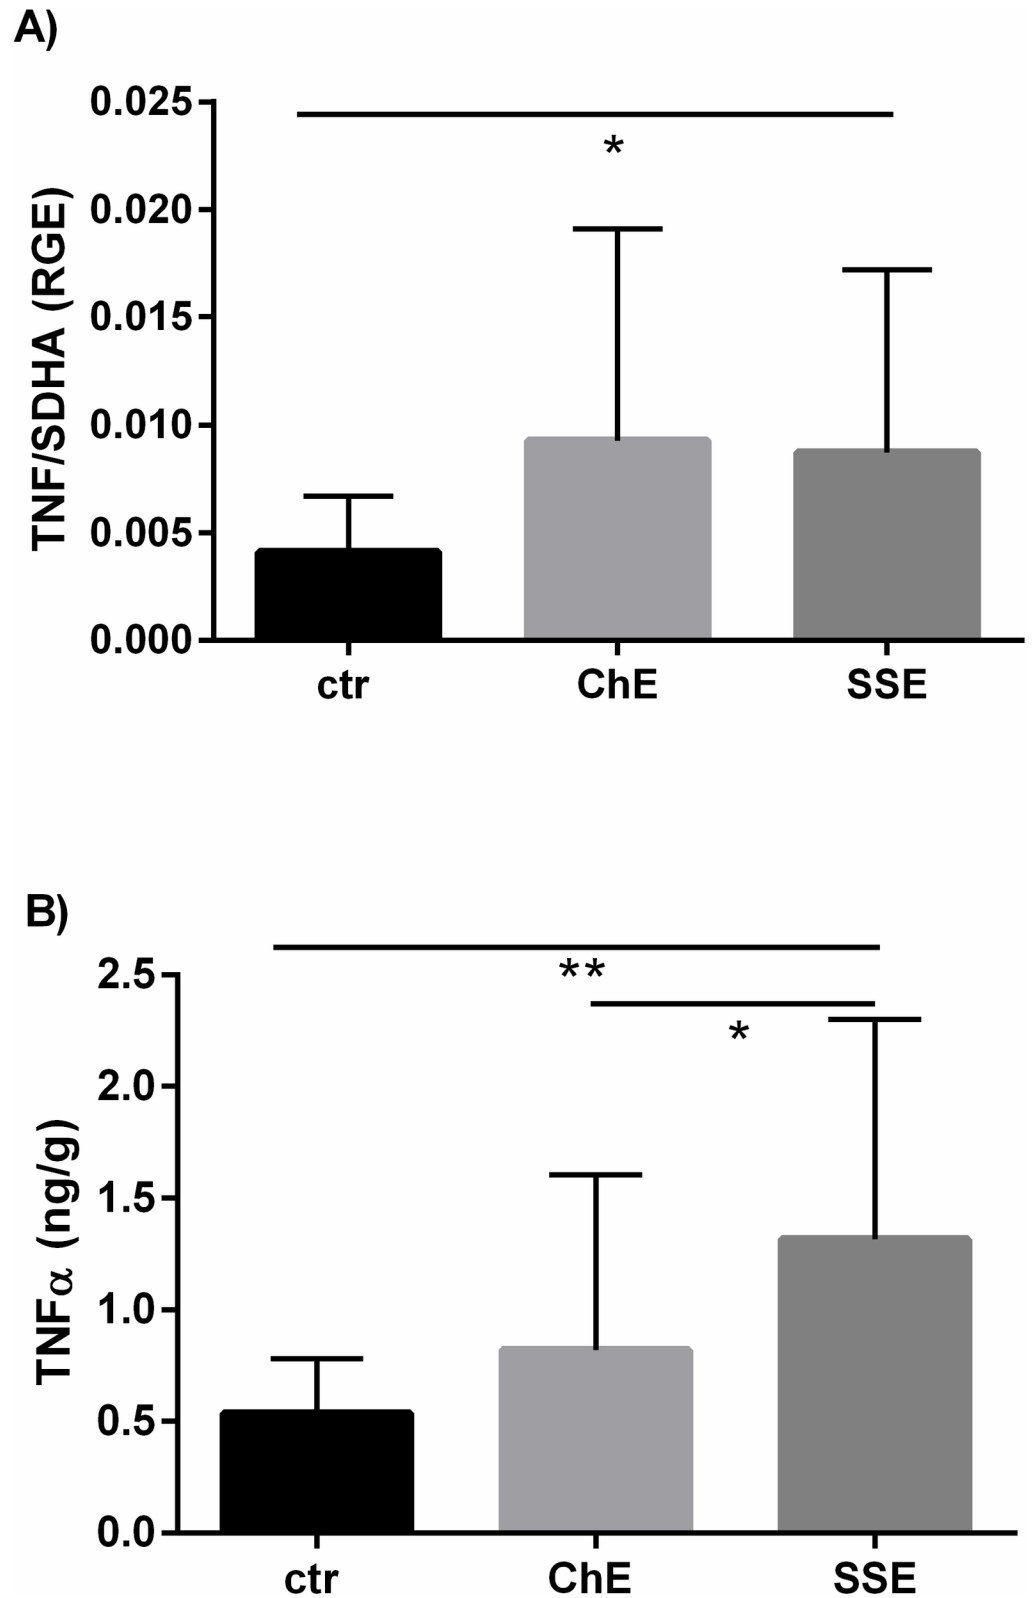 A)
TNF/SDHA (RGE)
0.025
0.020
0.015
0.010
0.005
0.000
*
ctr ChE SSE
B)
TNFα (ng/g)
2.5
2.0
1.5
1.0
0.5
0.0
**
*
ctr ChE SSE